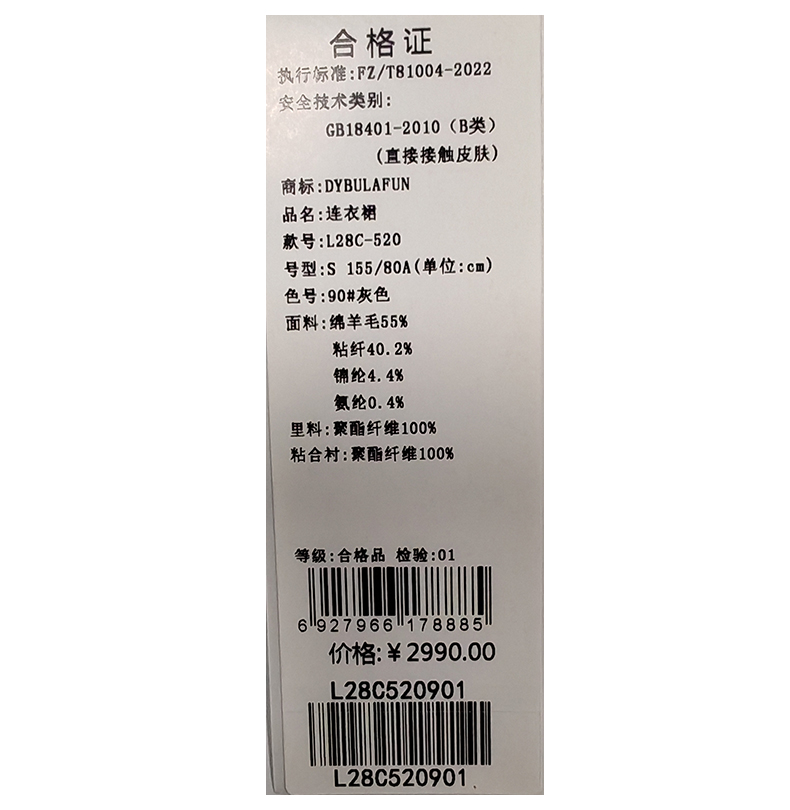 合格证
执行标准:FZ/T81004-2022
安全技术类别:
GB18401-2010（B类）
(直接接触皮肤)
商标:DYBULAFUN
品名:连衣裙
款号:L28C-520
号型:S 155/80A(单位:cm)
色号:90#灰色
面料:绵羊毛55%
粘纤40.2%
锦纶4.4%
氨纶0.4%
里料:聚酯纤维100%
粘合衬:聚酯纤维100%
等级:合格品 检验:01
6 927966 178885
价格:¥2990.00
L28C520901
L28C520901